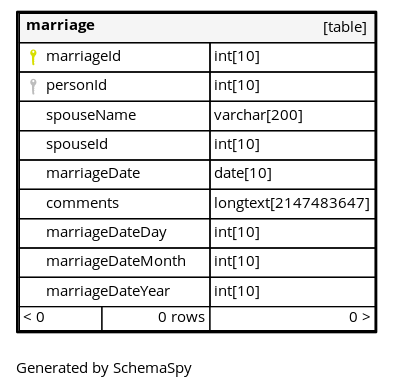 marriage [table]
marriageId int[10]
personId int[10]
spouseName varchar[200]
spouseId int[10]
marriageDate date[10]
comments longtext[2147483647]
marriageDateDay int[10]
marriageDateMonth int[10]
marriageDateYear int[10]
< 0 0 rows 0 >
Generated by SchemaSpy